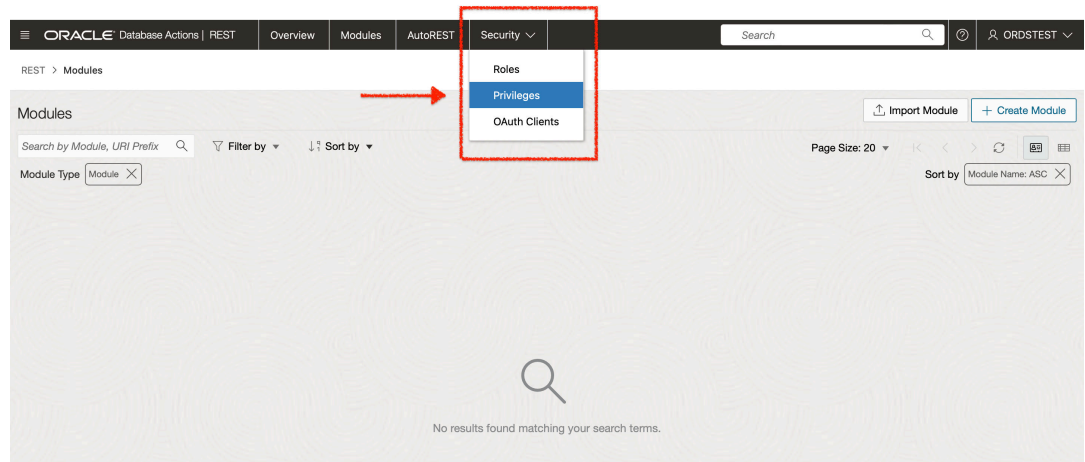 ORACLE Database Actions | REST Overview Modules AutoREST Security Search ORDSTEST
REST > Modules
Roles
Privileges
OAuth Clients
Modules
Import Module + Create Module
Search by Module, URI Prefix Filter by Sort by Page Size: 20
Module Type Module Sort by Module Name: ASC
No results found matching your search terms.